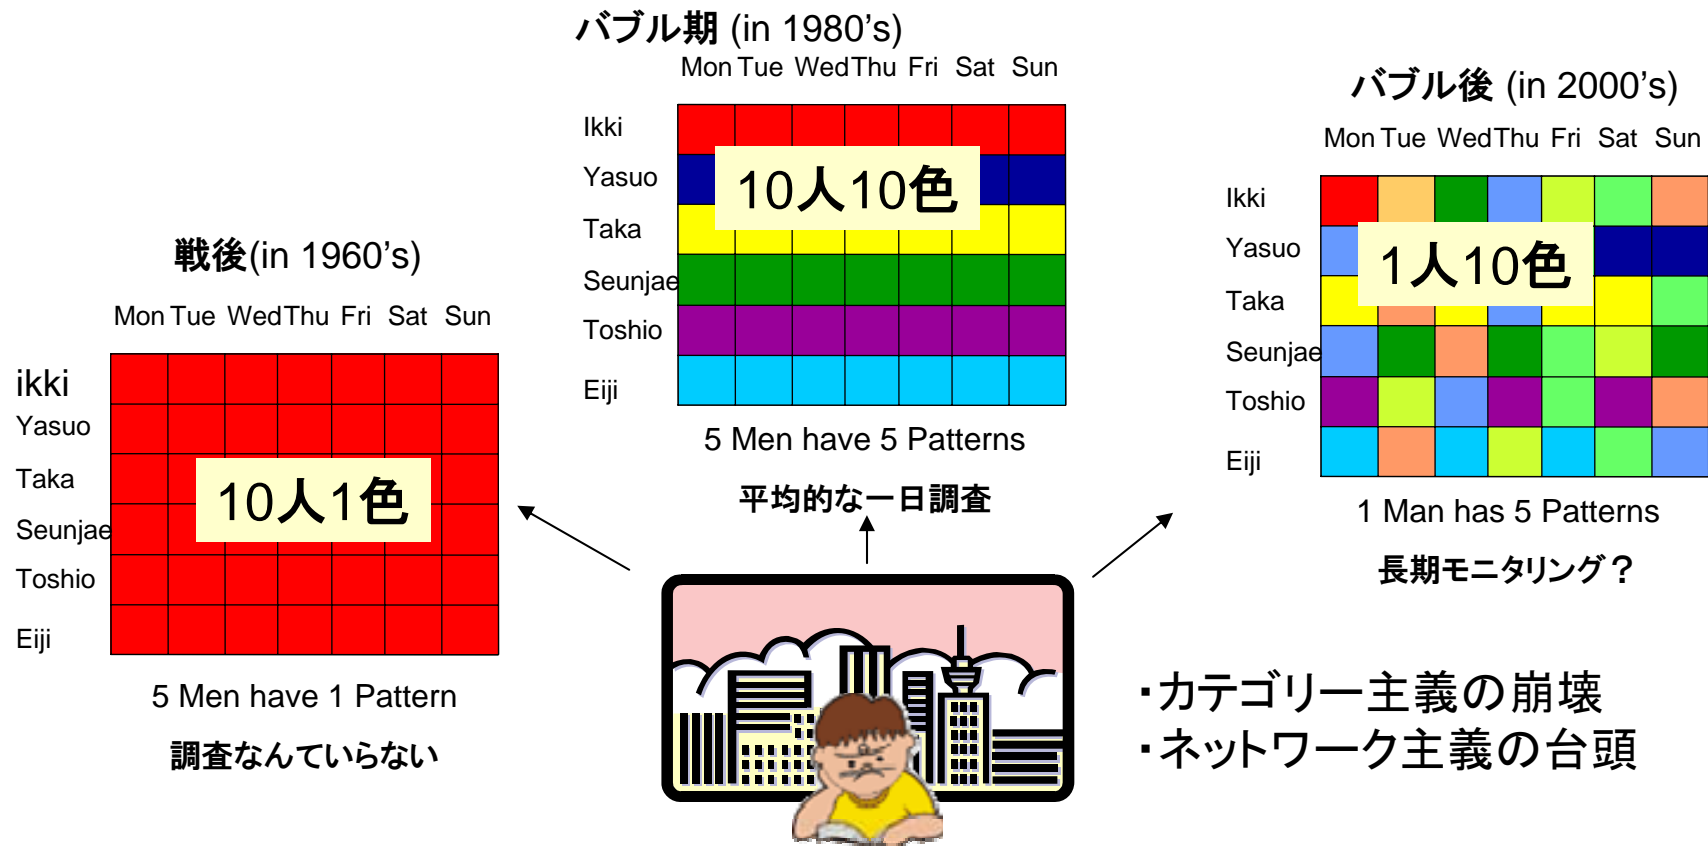 バブル期 (in 1980's)
Mon Tue Wed Thu Fri Sat Sun
Ikki
Yasuo
Taka
Seunjae
Toshio
Eiji
10人10色
5 Men have 5 Patterns
平均的な一日調査
戦後(in 1960's)
Mon Tue Wed Thu Fri Sat Sun
ikki
Yasuo
Taka
Seunjae
Toshio
Eiji
10人1色
5 Men have 1 Pattern
調査なんていらない
バブル後 (in 2000's)
Mon Tue Wed Thu Fri Sat Sun
Ikki
Yasuo
Taka
Seunjae
Toshio
Eiji
1人10色
1 Man has 5 Patterns
長期モニタリング？
・カテゴリー主義の崩壊
・ネットワーク主義の台頭